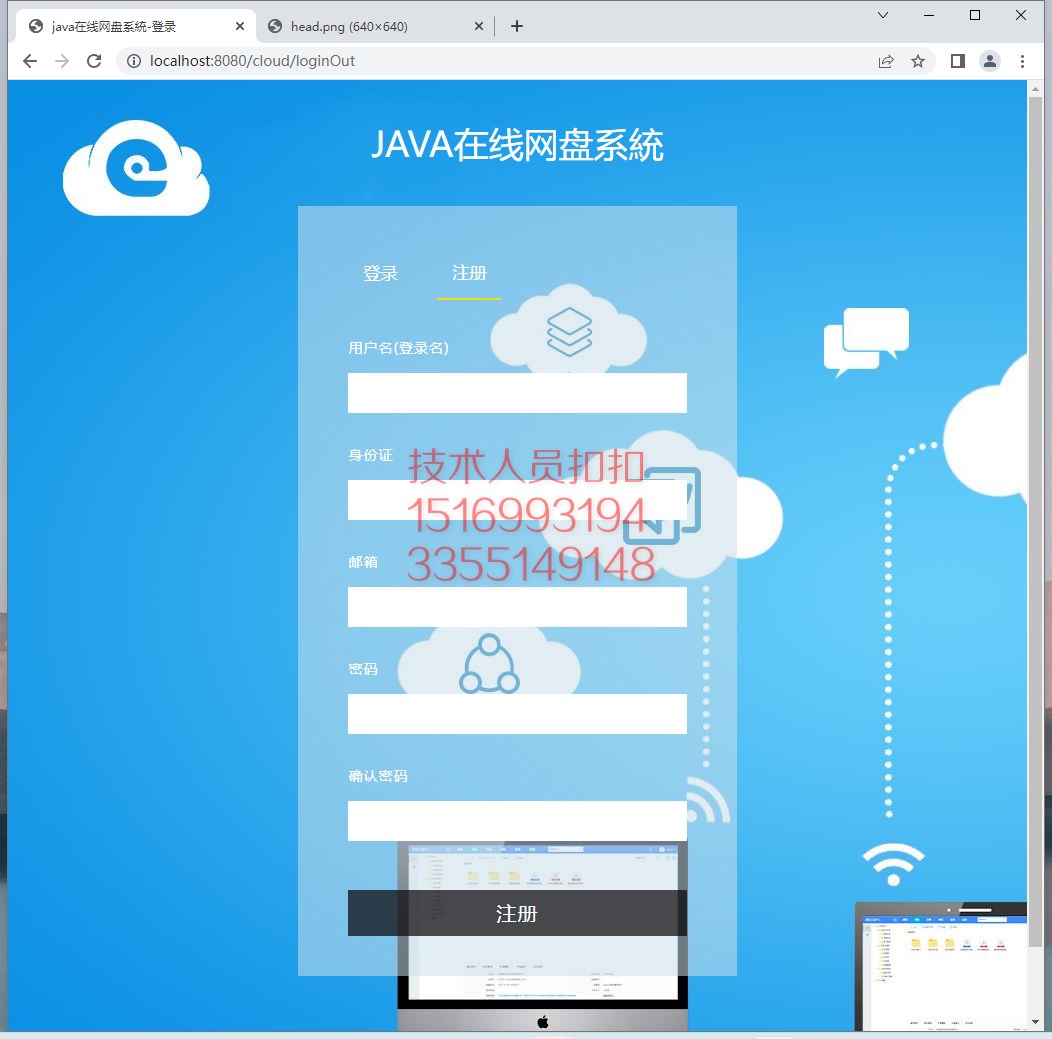 java在线网盘系统-登录
head.png (640×640)
localhost:8080/cloud/loginOut
JAVA在线网盘系統
登录
注册
用户名(登录名)
身份证
技术人员扣扣
1516993194
3355149148
邮箱
密码
确认密码
注册